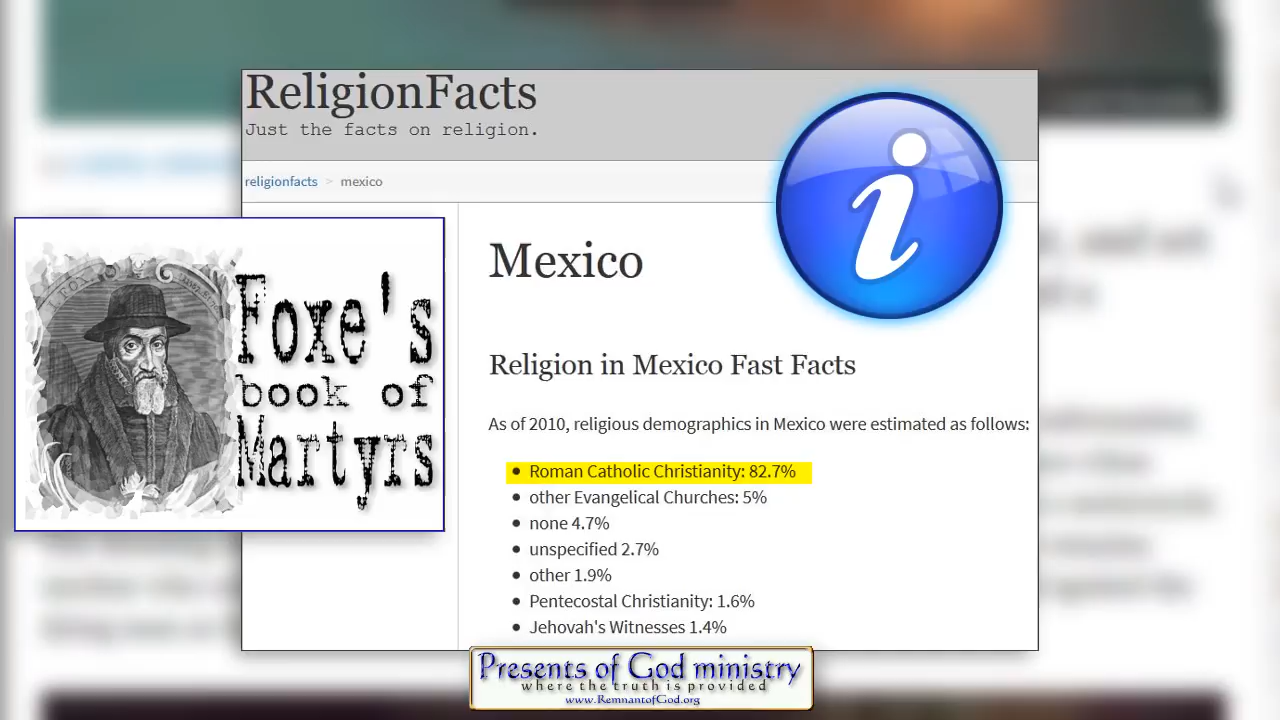 ReligionFacts
Just the facts on religion.
religionfacts > mexico
Foxe's
book of
Martyrs
Mexico
Religion in Mexico Fast Facts
As of 2010, religious demographics in Mexico were estimated as follows:
• Roman Catholic Christianity: 82.7%
• other Evangelical Churches: 5%
• none 4.7%
• unspecified 2.7%
• other 1.9%
• Pentecostal Christianity: 1.6%
• Jehovah's Witnesses 1.4%
Presents of God ministry
where the truth is provided
www.RemnantofGod.org